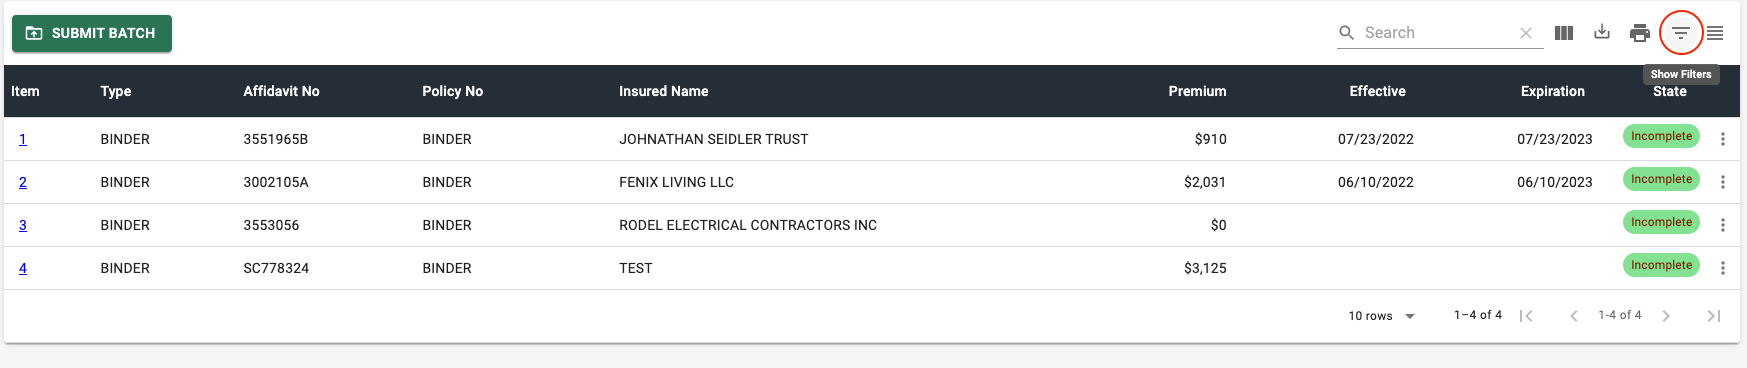 SUBMIT BATCH Search
Show Filters
Item Type Affidavit No Policy No Insured Name Premium Effective Expiration State
1 BINDER 3551965B BINDER JOHNATHAN SEIDLER TRUST $910 07/23/2022 07/23/2023 Incomplete
2 BINDER 3002105A BINDER FENIX LIVING LLC $2,031 06/10/2022 06/10/2023 Incomplete
3 BINDER 3553056 BINDER RODEL ELECTRICAL CONTRACTORS INC $0 Incomplete
4 BINDER SC778324 BINDER TEST $3,125 Incomplete
10 rows 1–4 of 4 1-4 of 4